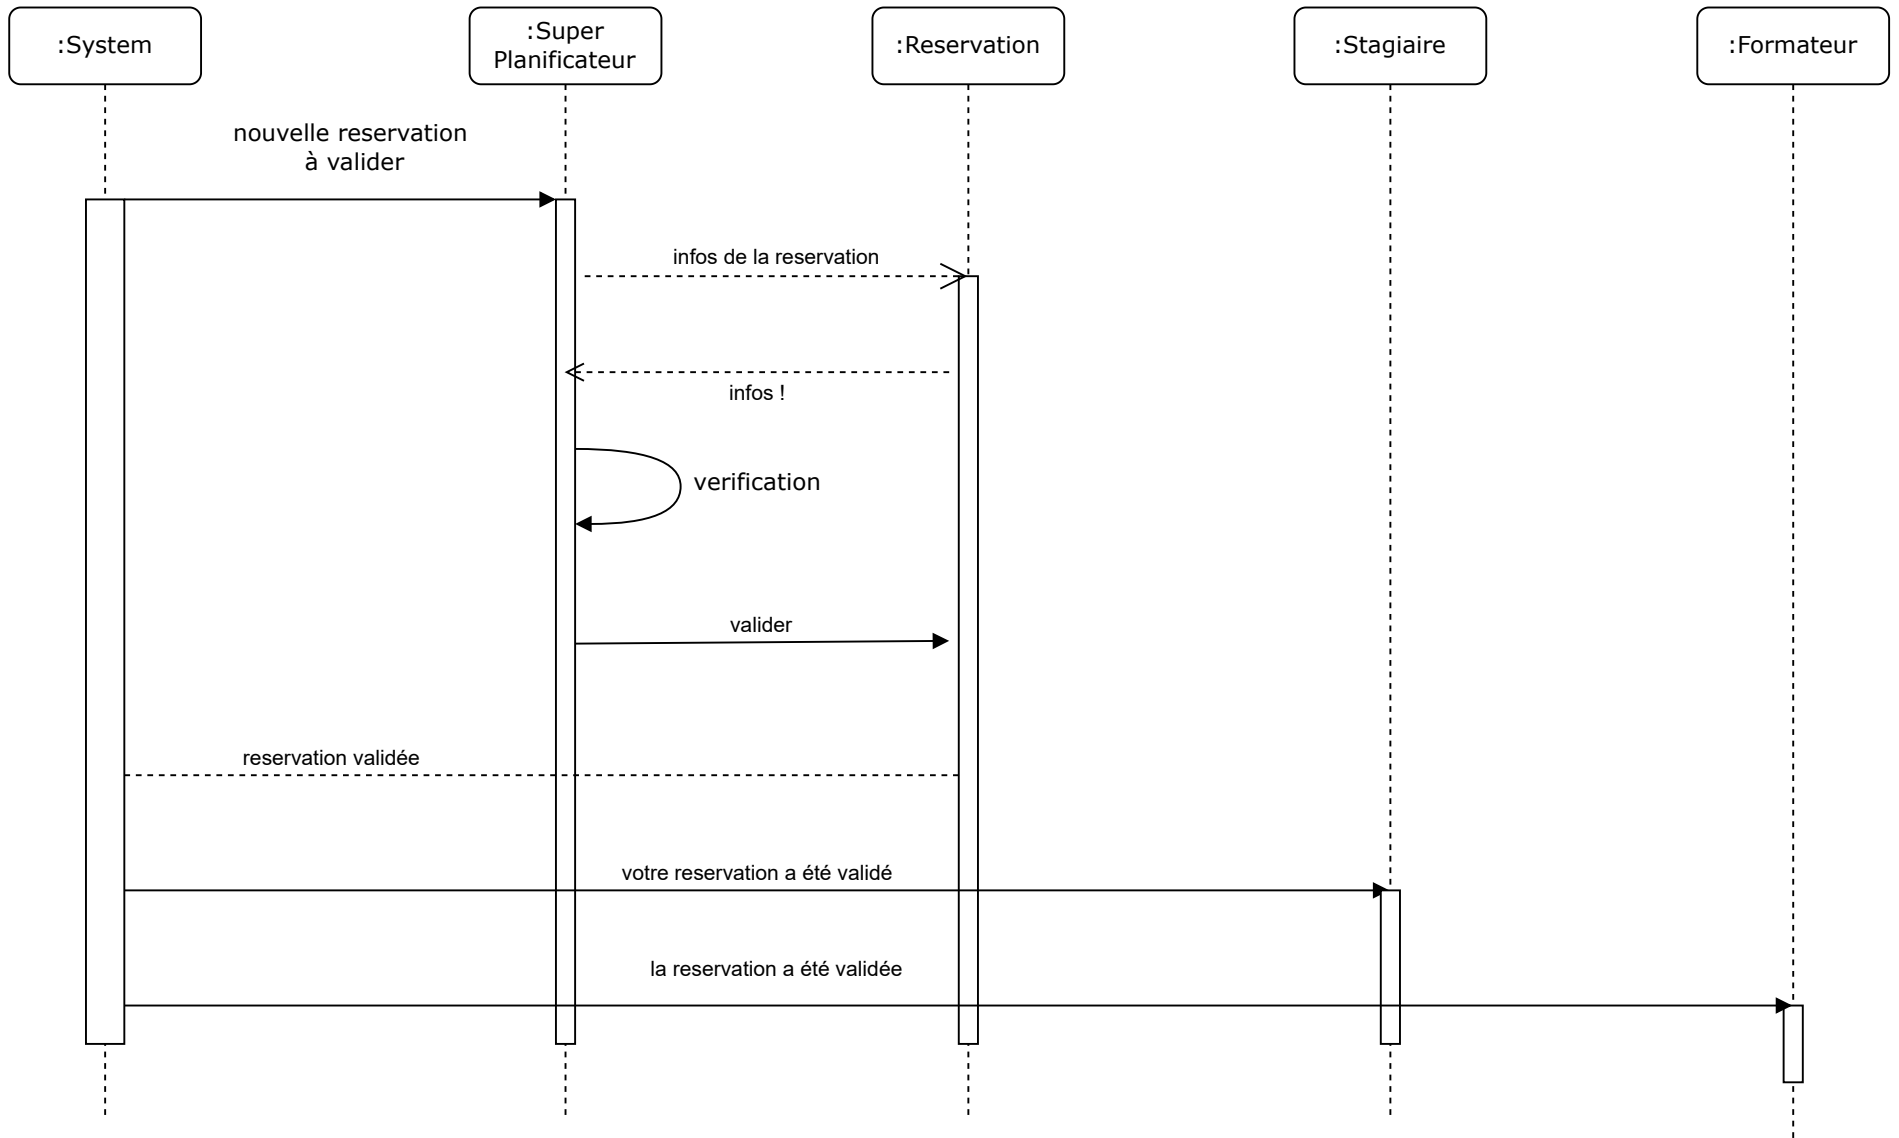 :System
:Super
Planificateur
:Reservation
:Stagiaire
:Formateur
nouvelle reservation
à valider
infos de la reservation
infos !
verification
valider
reservation validée
votre reservation a été validé
la reservation a été validée